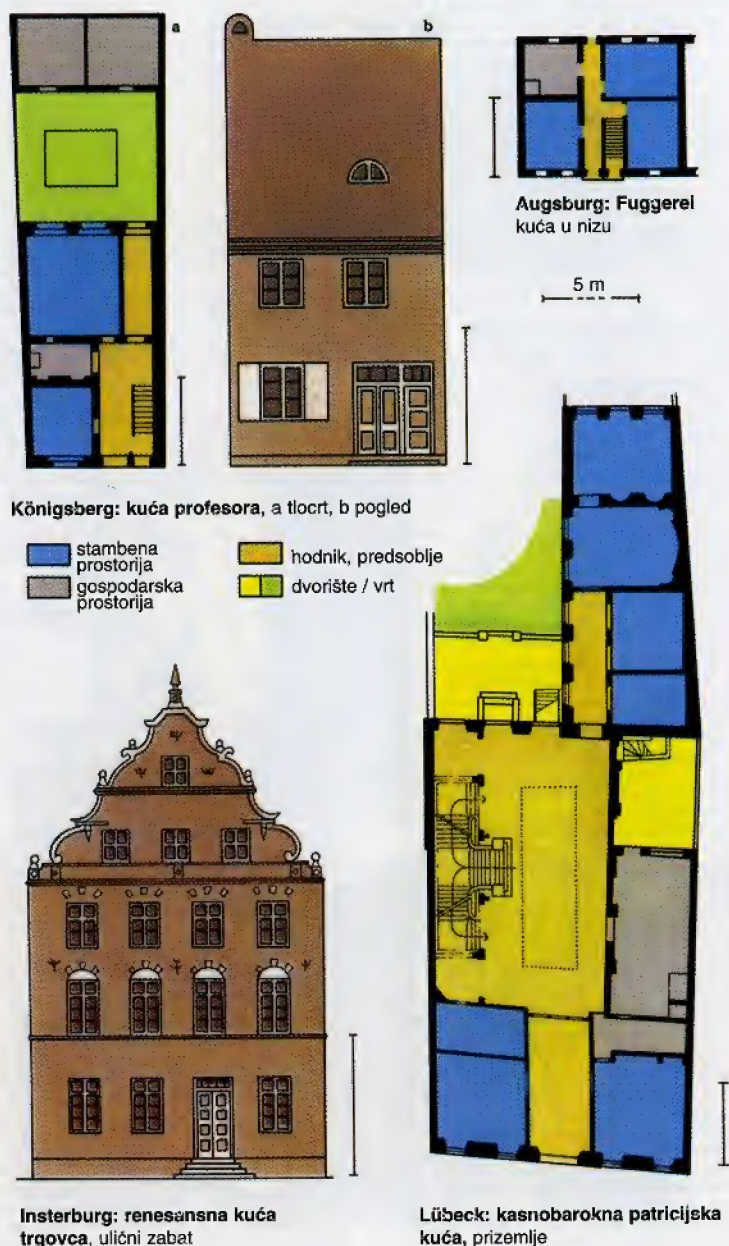 a
b
Augsburg: Fuggerei
kuća u nizu
5 m
Königsberg: kuća profesora, a tlocrt, b pogled
stambena
prostorija
gospodarska
prostorija
hodnik, predsoblje
dvorište / vrt
Insterburg: renesansna kuća
trgovca, ulični zabat
Lübeck: kasnobarokna patricijska
kuća, prizemlje